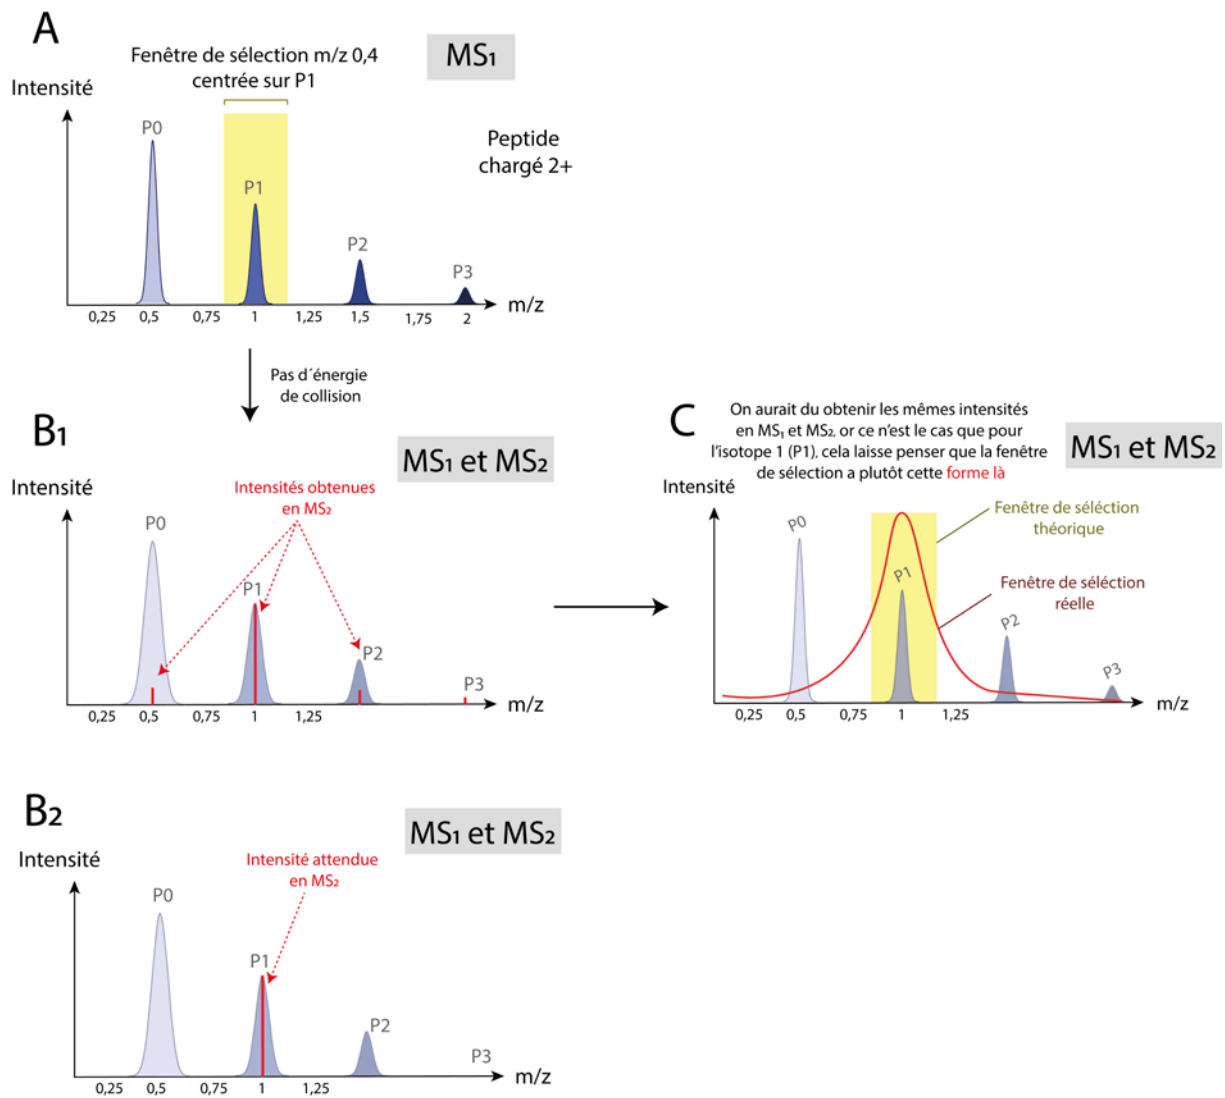 A
Fenêtre de sélection m/z 0,4
centrée sur P1
MS1
Intensité
P0
P1
P2
P3
Peptide
chargé 2+
0,25 0,5 0,75 1 1,25 1,5 1,75 2
m/z
Pas d´énergie
de collision
B1
MS1 et MS2
Intensité
Intensités obtenues
en MS2
P0
P1
P2
P3
0,25 0,5 0,75 1 1,25
m/z
C
On aurait du obtenir les mêmes intensités
en MS1 et MS2, or ce n'est le cas que pour
l'isotope 1 (P1), cela laisse penser que la fenêtre
de sélection a plutôt cette forme là
MS1 et MS2
Intensité
P0
P1
P2
P3
Fenêtre de séléction
théorique
Fenêtre de séléction
réelle
0,25 0,5 0,75 1 1,25
m/z
B2
MS1 et MS2
Intensité
Intensité attendue
en MS2
P0
P1
P2
P3
0,25 0,5 0,75 1 1,25
m/z